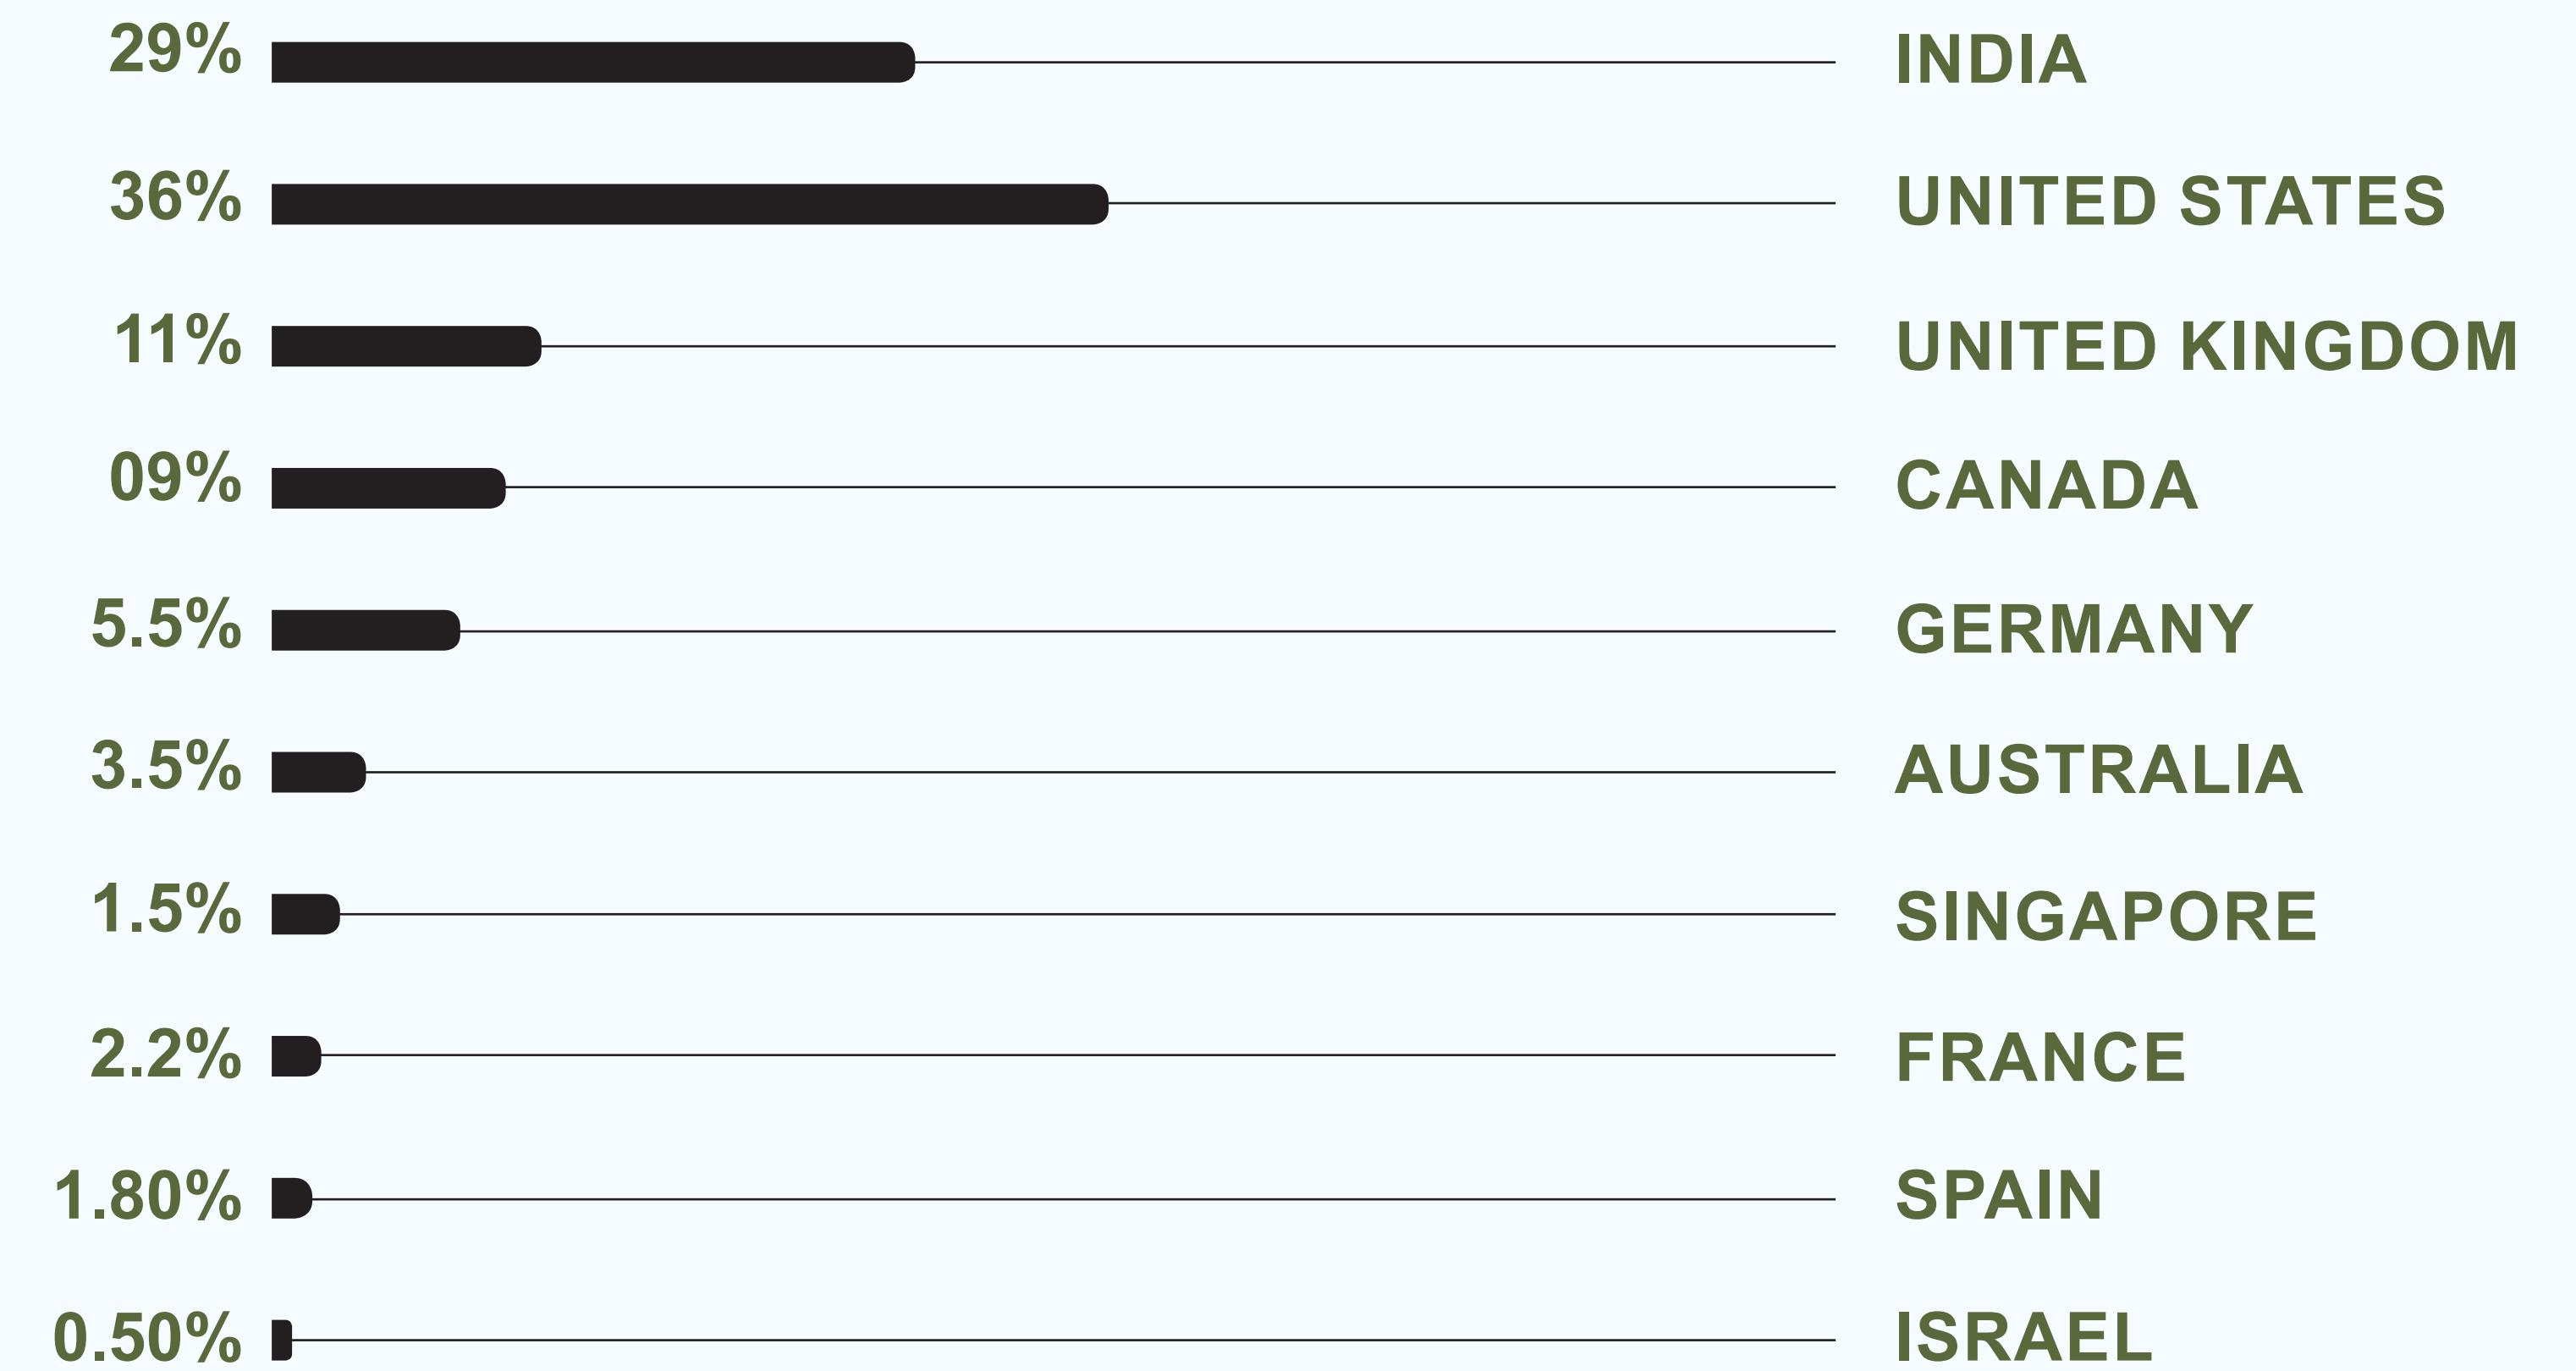 29% INDIA
36% UNITED STATES
11% UNITED KINGDOM
09% CANADA
5.5% GERMANY
3.5% AUSTRALIA
1.5% SINGAPORE
2.2% FRANCE
1.80% SPAIN
0.50% ISRAEL